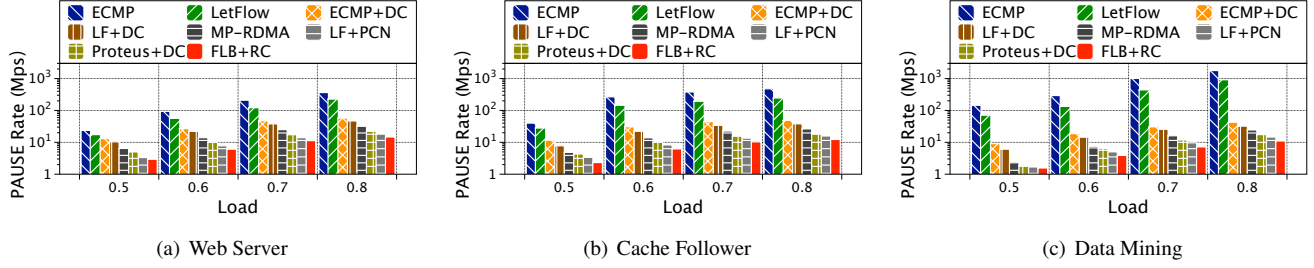 ECMP LetFlow ECMP+DC
LF+DC MP-RDMA LF+PCN
Proteus+DC FLB+RC
PAUSE Rate (Mps)
10³
10²
10¹
1
0.5 0.6 0.7 0.8
Load
(a) Web Server
ECMP LetFlow ECMP+DC
LF+DC MP-RDMA LF+PCN
Proteus+DC FLB+RC
PAUSE Rate (Mps)
10³
10²
10¹
1
0.5 0.6 0.7 0.8
Load
(b) Cache Follower
ECMP LetFlow ECMP+DC
LF+DC MP-RDMA LF+PCN
Proteus+DC FLB+RC
PAUSE Rate (Mps)
10³
10²
10¹
1
0.5 0.6 0.7 0.8
Load
(c) Data Mining